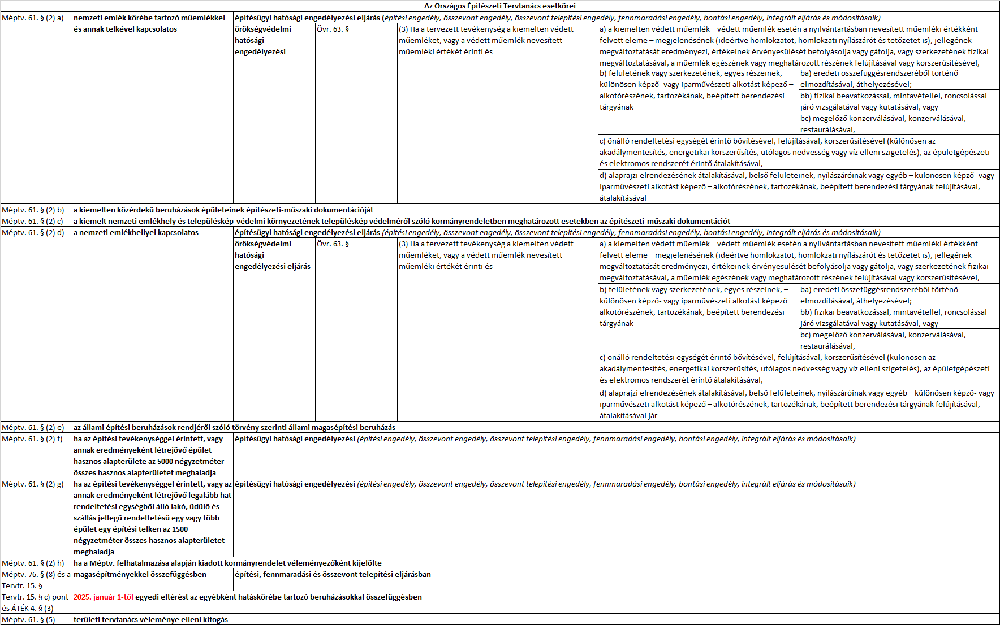 Az Országos Építészeti Tervtanács esetkörei
Méptv. 61. § (2) a)
nemzeti emlék körébe tartozó műemlékkel
és annak telkével kapcsolatos
építésügyi hatósági engedélyezési eljárás (építési engedély, összevont engedély, összevont telepítési engedély, fennmaradási engedély, bontási engedély, integrált eljárás és módosításaik)
örökségvédelmi
hatósági
engedélyezési
Övr. 63. §
(3) Ha a tervezett tevékenység a kiemelten védett
műemléket, vagy a védett műemlék nevesített
műemléki értékét érinti és
a) a kiemelten védett műemlék – védett műemlék esetén a nyilvántartásban nevesített műemléki értékként
felvett eleme – megjelenésének (ideértve homlokzatot, homlokzati nyílászárót és tetőzetet is), jellegének
megváltoztatását eredményezi, értékeinek érvényesülését befolyásolja vagy gátolja, vagy szerkezetének fizikai
megváltoztatásával, a műemlék egészének vagy meghatározott részének felújításával vagy korszerűsítésével,
b) felületének vagy szerkezetének, egyes részeinek, –
különösen képző- vagy iparművészeti alkotást képező –
alkotórészének, tartozékának, beépített berendezési
tárgyának
ba) eredeti összefüggésrendszeréből történő
elmozdításával, áthelyezésével;
bb) fizikai beavatkozással, mintavétellel, roncsolással
járó vizsgálatával vagy kutatásával, vagy
bc) megelőző konzerválásával, konzerválásával,
restaurálásával,
c) önálló rendeltetési egységét érintő bővítésével, felújításával, korszerűsítésével (különösen az
akadálymentesítés, energetikai korszerűsítés, utólagos nedvesség vagy víz elleni szigetelés), az épületgépészeti
és elektromos rendszerét érintő átalakításával,
d) alaprajzi elrendezésének átalakításával, belső felületeinek, nyílászáróinak vagy egyéb – különösen képző- vagy
iparművészeti alkotást képező – alkotórészének, tartozékának, beépített berendezési tárgyának felújításával,
átalakításával
Méptv. 61. § (2) b)
a kiemelten közérdekű beruházások épületeinek építészeti-műszaki dokumentációját
Méptv. 61. § (2) c)
a kiemelt nemzeti emlékhely és településkép-védelmi környezetének településkép védelméről szóló kormányrendeletben meghatározott esetekben az építészeti-műszaki dokumentációt
Méptv. 61. § (2) d)
a nemzeti emlékhellyel kapcsolatos
építésügyi hatósági engedélyezési eljárás (építési engedély, összevont engedély, összevont telepítési engedély, fennmaradási engedély, bontási engedély, integrált eljárás és módosításaik)
örökségvédelmi
hatósági
engedélyezési eljárás
Övr. 63. §
(3) Ha a tervezett tevékenység a kiemelten védett
műemléket, vagy a védett műemlék nevesített
műemléki értékét érinti és
a) a kiemelten védett műemlék – védett műemlék esetén a nyilvántartásban nevesített műemléki értékként
felvett eleme – megjelenésének (ideértve homlokzatot, homlokzati nyílászárót és tetőzetet is), jellegének
megváltoztatását eredményezi, értékeinek érvényesülését befolyásolja vagy gátolja, vagy szerkezetének fizikai
megváltoztatásával, a műemlék egészének vagy meghatározott részének felújításával vagy korszerűsítésével,
b) felületének vagy szerkezetének, egyes részeinek, –
különösen képző- vagy iparművészeti alkotást képező –
alkotórészének, tartozékának, beépített berendezési
tárgyának
ba) eredeti összefüggésrendszeréből történő
elmozdításával, áthelyezésével;
bb) fizikai beavatkozással, mintavétellel, roncsolással
járó vizsgálatával vagy kutatásával, vagy
bc) megelőző konzerválásával, konzerválásával,
restaurálásával,
c) önálló rendeltetési egységét érintő bővítésével, felújításával, korszerűsítésével (különösen az
akadálymentesítés, energetikai korszerűsítés, utólagos nedvesség vagy víz elleni szigetelés), az épületgépészeti
és elektromos rendszerét érintő átalakításával,
d) alaprajzi elrendezésének átalakításával, belső felületeinek, nyílászáróinak vagy egyéb – különösen képző- vagy
iparművészeti alkotást képező – alkotórészének, tartozékának, beépített berendezési tárgyának felújításával,
átalakításával jár
Méptv. 61. § (2) e)
az állami építési beruházások rendjéről szóló törvény szerinti állami magasépítési beruházás
Méptv. 61. § (2) f)
ha az építési tevékenységgel érintett, vagy
annak eredményeként létrejövő épület
hasznos alapterülete az 5000 négyzetméter
összes hasznos alapterületet meghaladja
építésügyi hatósági engedélyezési (építési engedély, összevont engedély, összevont telepítési engedély, fennmaradási engedély, bontási engedély, integrált eljárás és módosításaik)
Méptv. 61. § (2) g)
ha az építési tevékenységgel érintett, vagy az
annak eredményeként létrejövő legalább hat
rendeltetési egységből álló lakó, üdülő és
szállás jellegű rendeltetésű egy vagy több
épület egy építési telken az 1500
négyzetméter összes hasznos alapterületet
meghaladja
építésügyi hatósági engedélyezési (építési engedély, összevont engedély, összevont telepítési engedély, fennmaradási engedély, bontási engedély, integrált eljárás és módosításaik)
Méptv. 61. § (2) h)
ha a Méptv. felhatalmazása alapján kiadott kormányrendelet véleményezőként kijelölte
Méptv. 76. § (8) és a
Tervtr. 15. §
magasépítményekkel összefüggésben
építési, fennmaradási és összevont telepítési eljárásban
Tervtr. 15. § c) pont
és ÁTÉK 4. § (3)
2025. január 1-től egyedi eltérést az egyébként hatáskörébe tartozó beruházásokkal összefüggésben
Méptv. 61. § (5)
területi tervtanács véleménye elleni kifogás